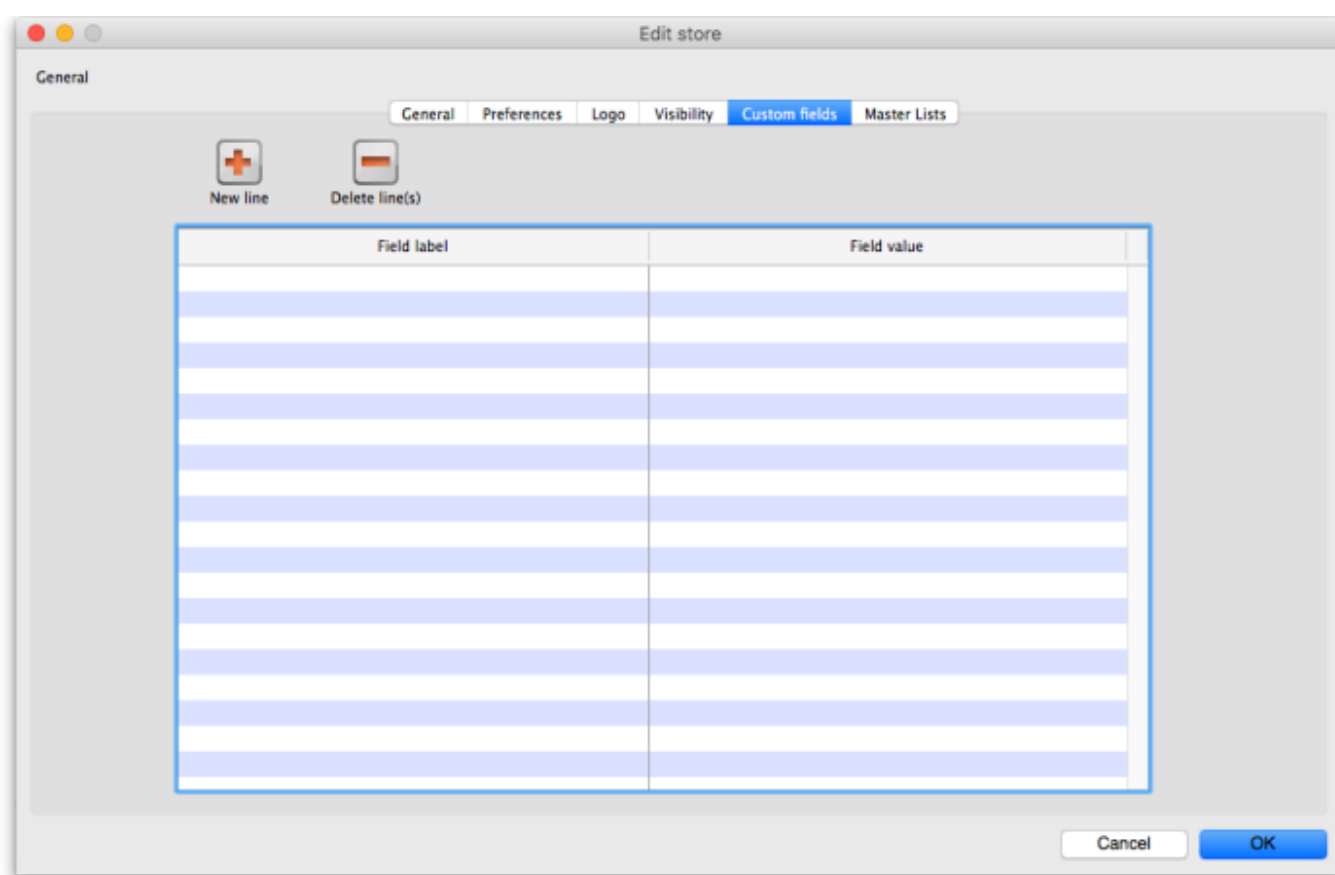 Edit store
General
General Preferences Logo Visibility Custom fields Master Lists
New line Delete line(s)
Field label Field value
Cancel OK